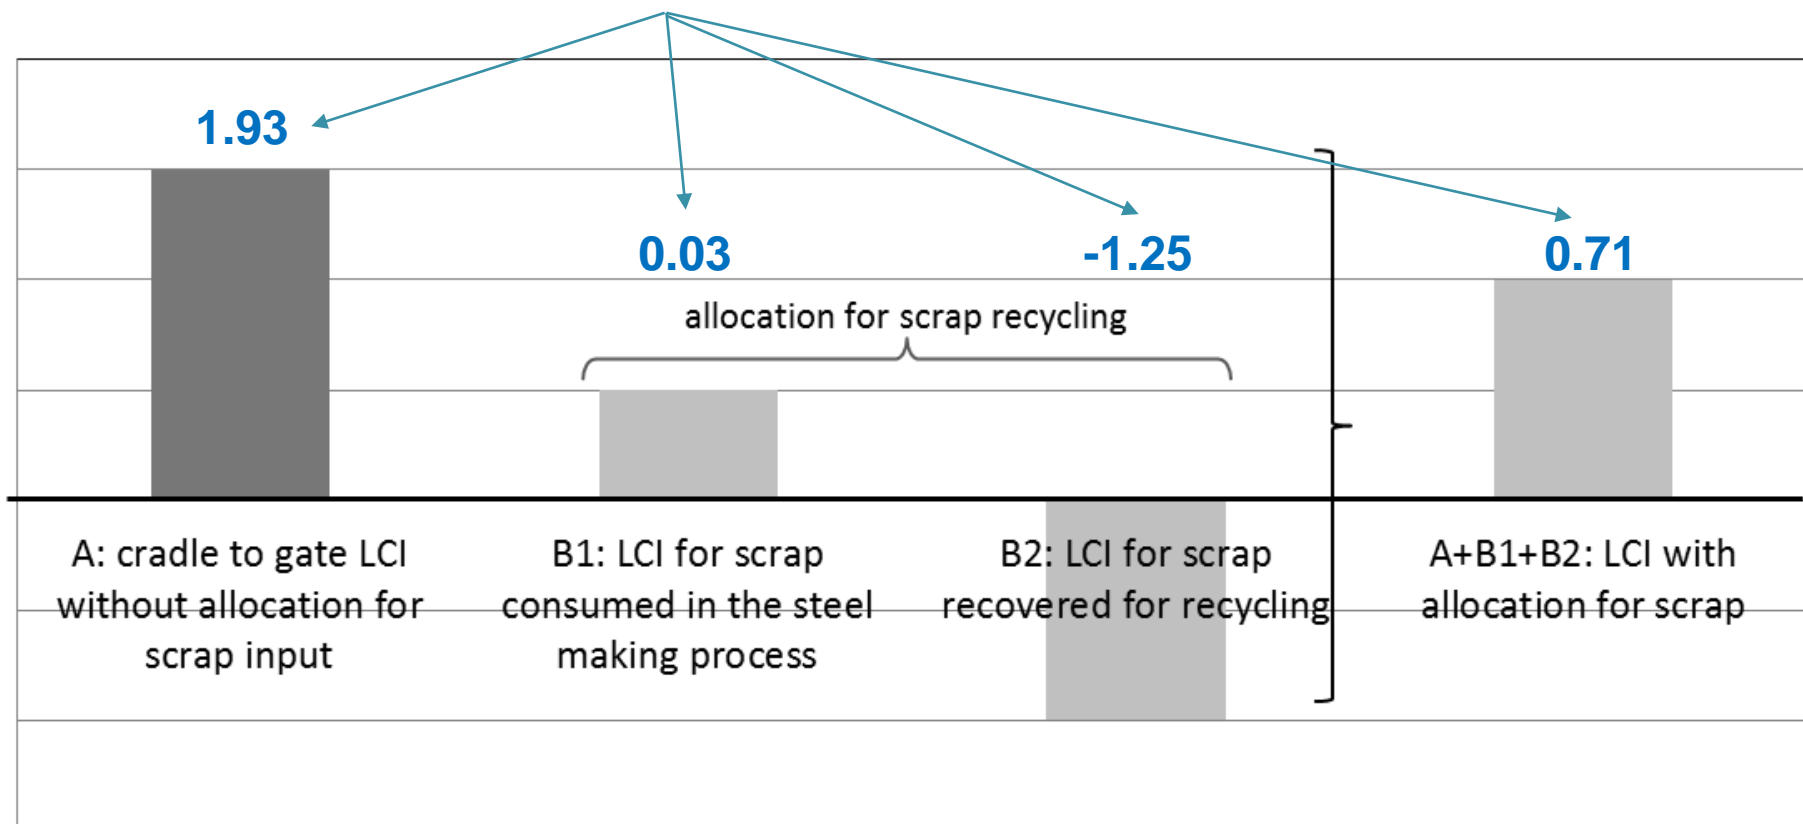 1.93
0.03
-1.25
0.71
allocation for scrap recycling
A: cradle to gate LCI
without allocation for
scrap input
B1: LCI for scrap
consumed in the steel
making process
B2: LCI for scrap
recovered for recycling
A+B1+B2: LCI with
allocation for scrap